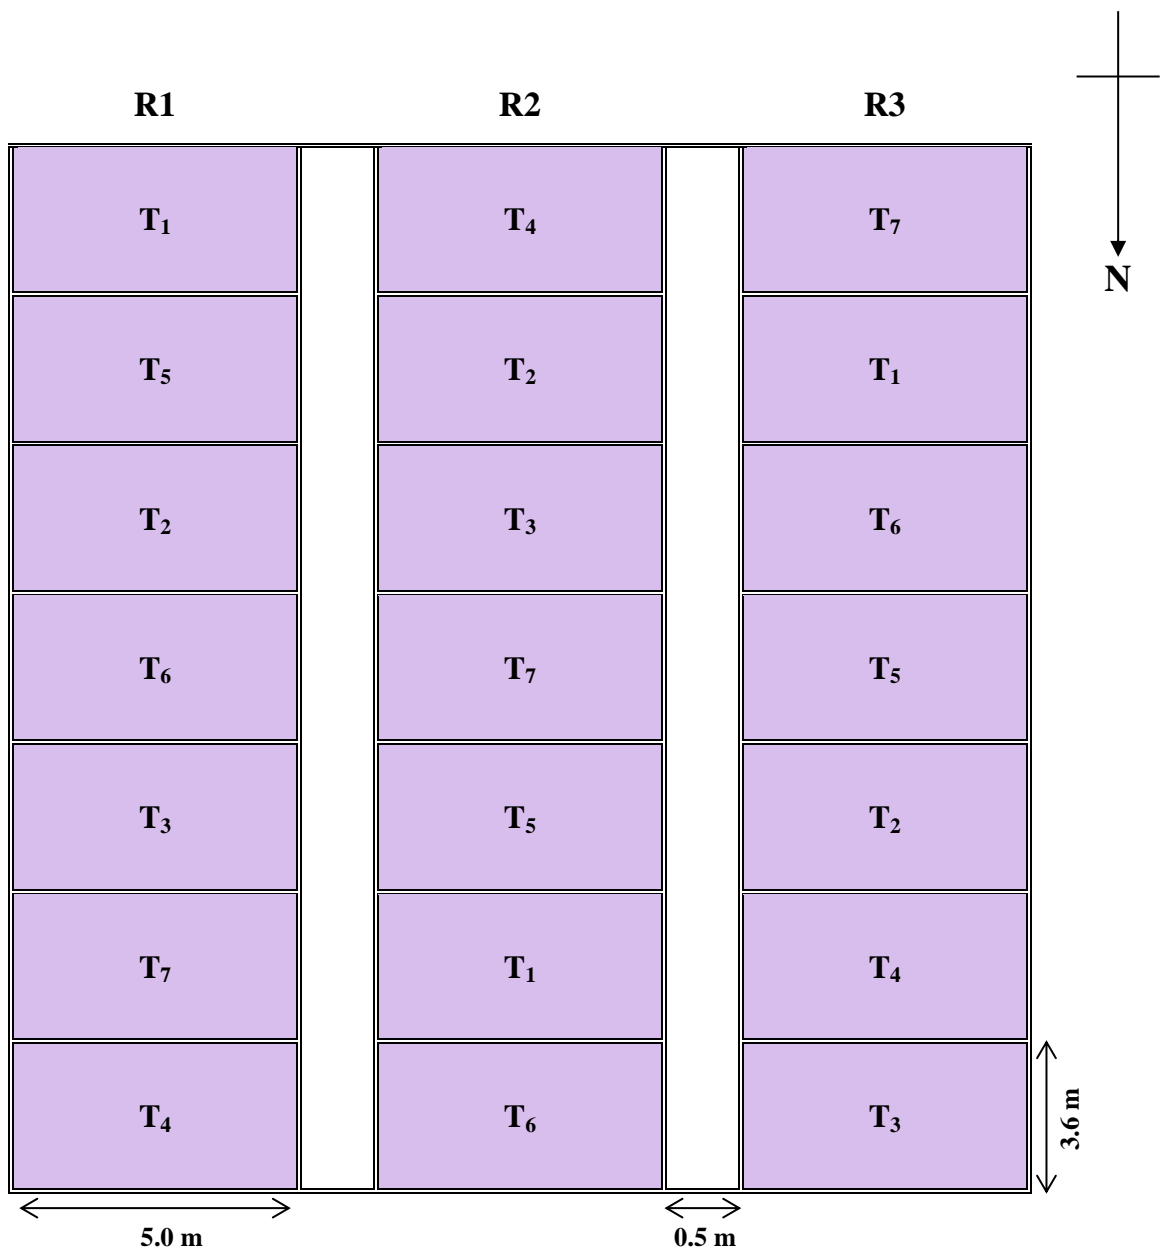 R1 R2 R3
N
T₁ T₄ T₇
T₅ T₂ T₁
T₂ T₃ T₆
T₆ T₇ T₅
T₃ T₅ T₂
T₇ T₁ T₄
T₄ T₆ T₃
3.6 m
5.0 m 0.5 m